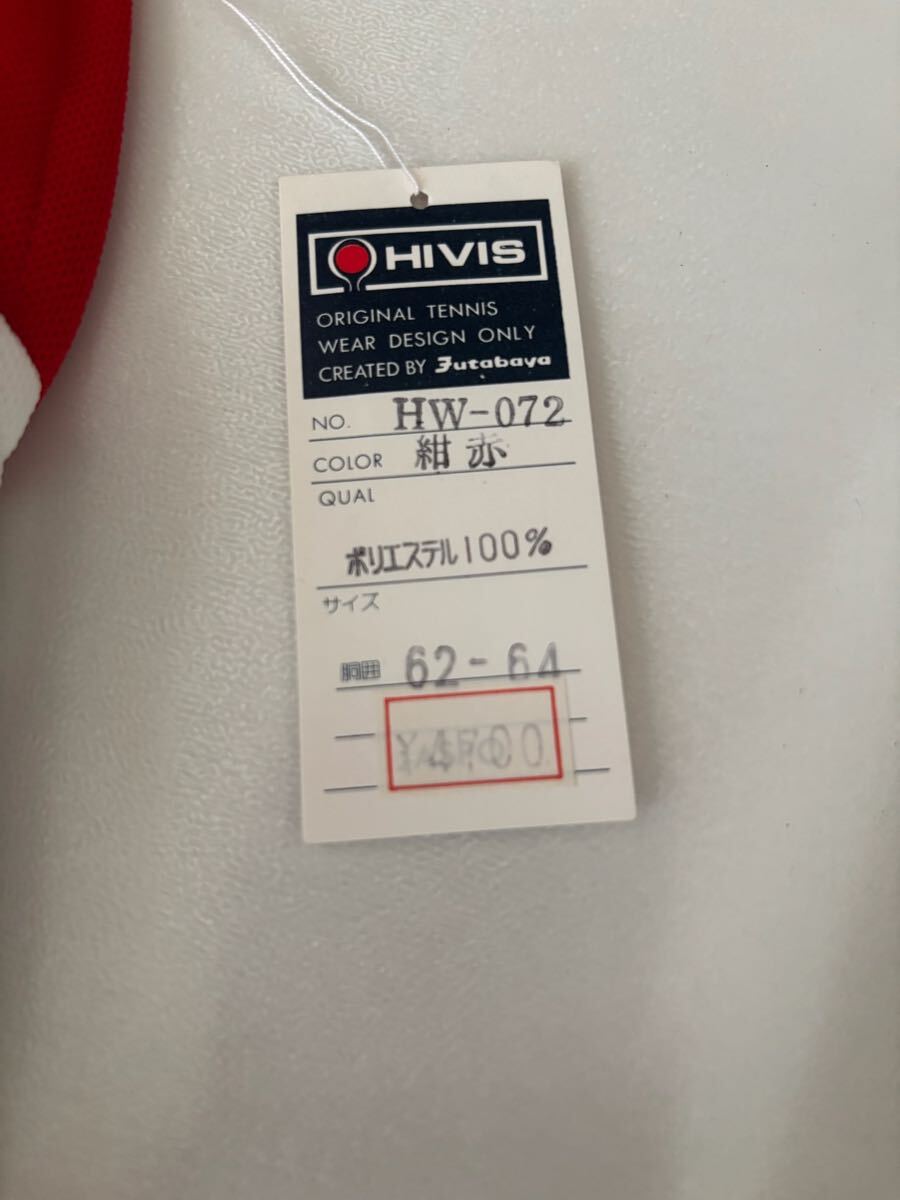 HIVIS
ORIGINAL TENNIS
WEAR DESIGN ONLY
CREATED BY Futabaya
NO. HW-072
COLOR 紺赤
QUAL
ポリエステル100%
サイズ
胴囲 62-64